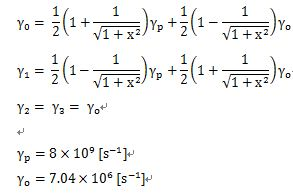 γ₀ = 1/2 (1 + 1/√(1 + x²)) γₚ + 1/2 (1 − 1/√(1 + x²)) γₒ
γ₁ = 1/2 (1 − 1/√(1 + x²)) γₚ + 1/2 (1 + 1/√(1 + x²)) γₒ
γ₂ = γ₃ = γₒ↵
↵
γₚ = 8 × 10⁹ [s⁻¹]↵
γₒ = 7.04 × 10⁶ [s⁻¹]↵